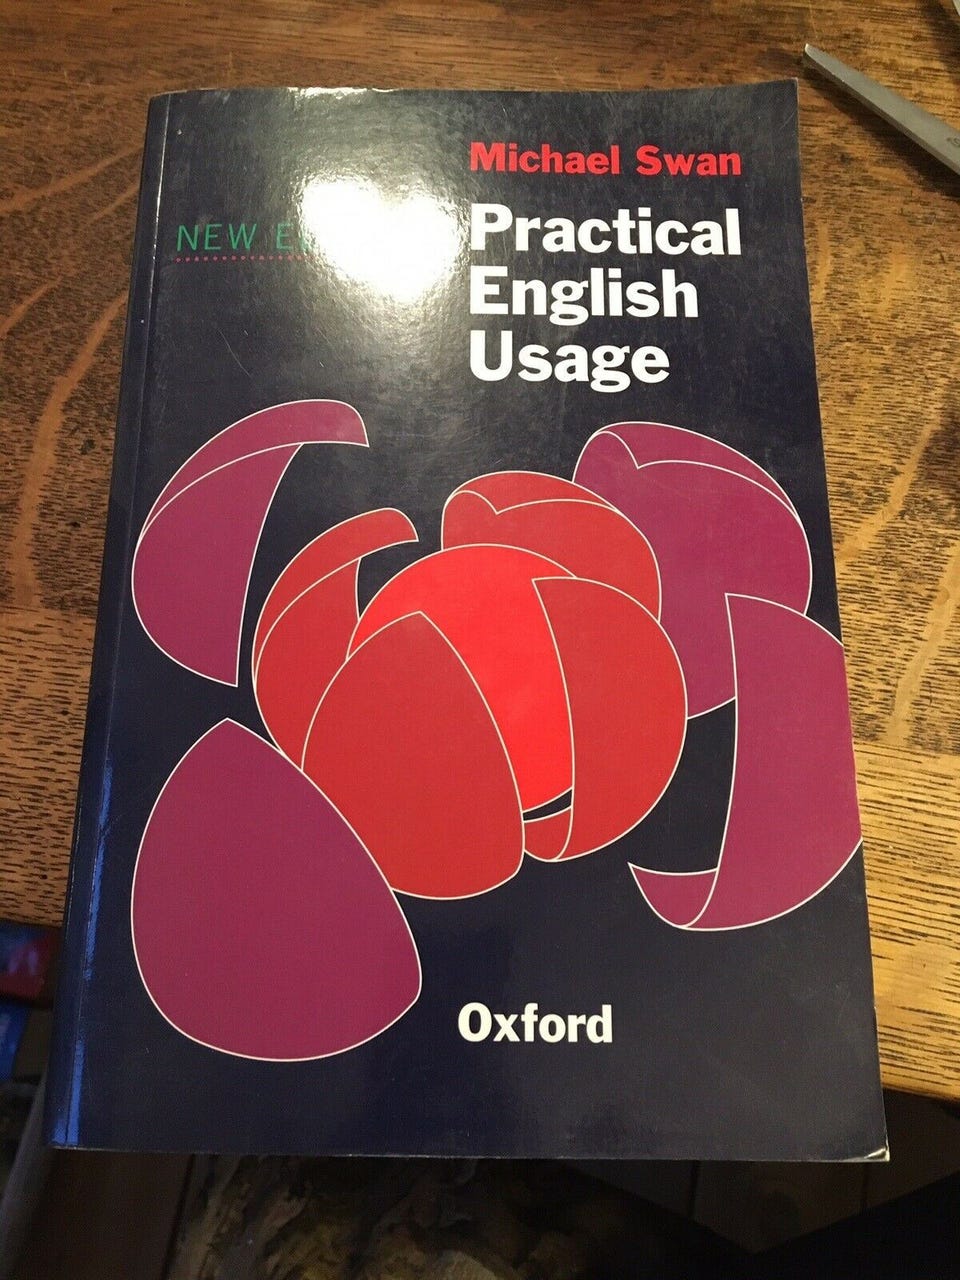 Michael Swan
NEW
Practical
English
Usage
Oxford